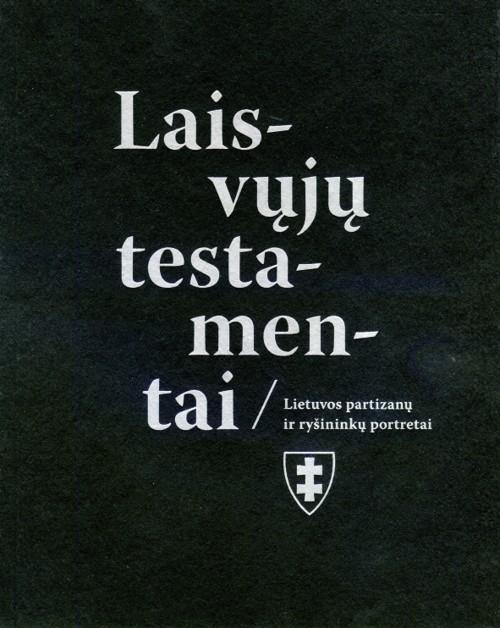 Lais-
vųjų
testa-
men-
tai /
Lietuvos partizanų
ir ryšininkų portretai